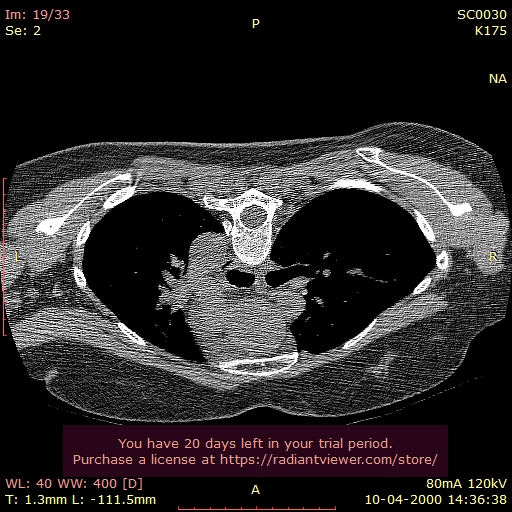 Im: 19/33
Se: 2
P
SC0030
K175
NA
L
R
You have 20 days left in your trial period.
Purchase a license at https://radiantviewer.com/store/
WL: 40 WW: 400 [D]
T: 1.3mm L: -111.5mm
A
80mA 120kV
10-04-2000 14:36:38